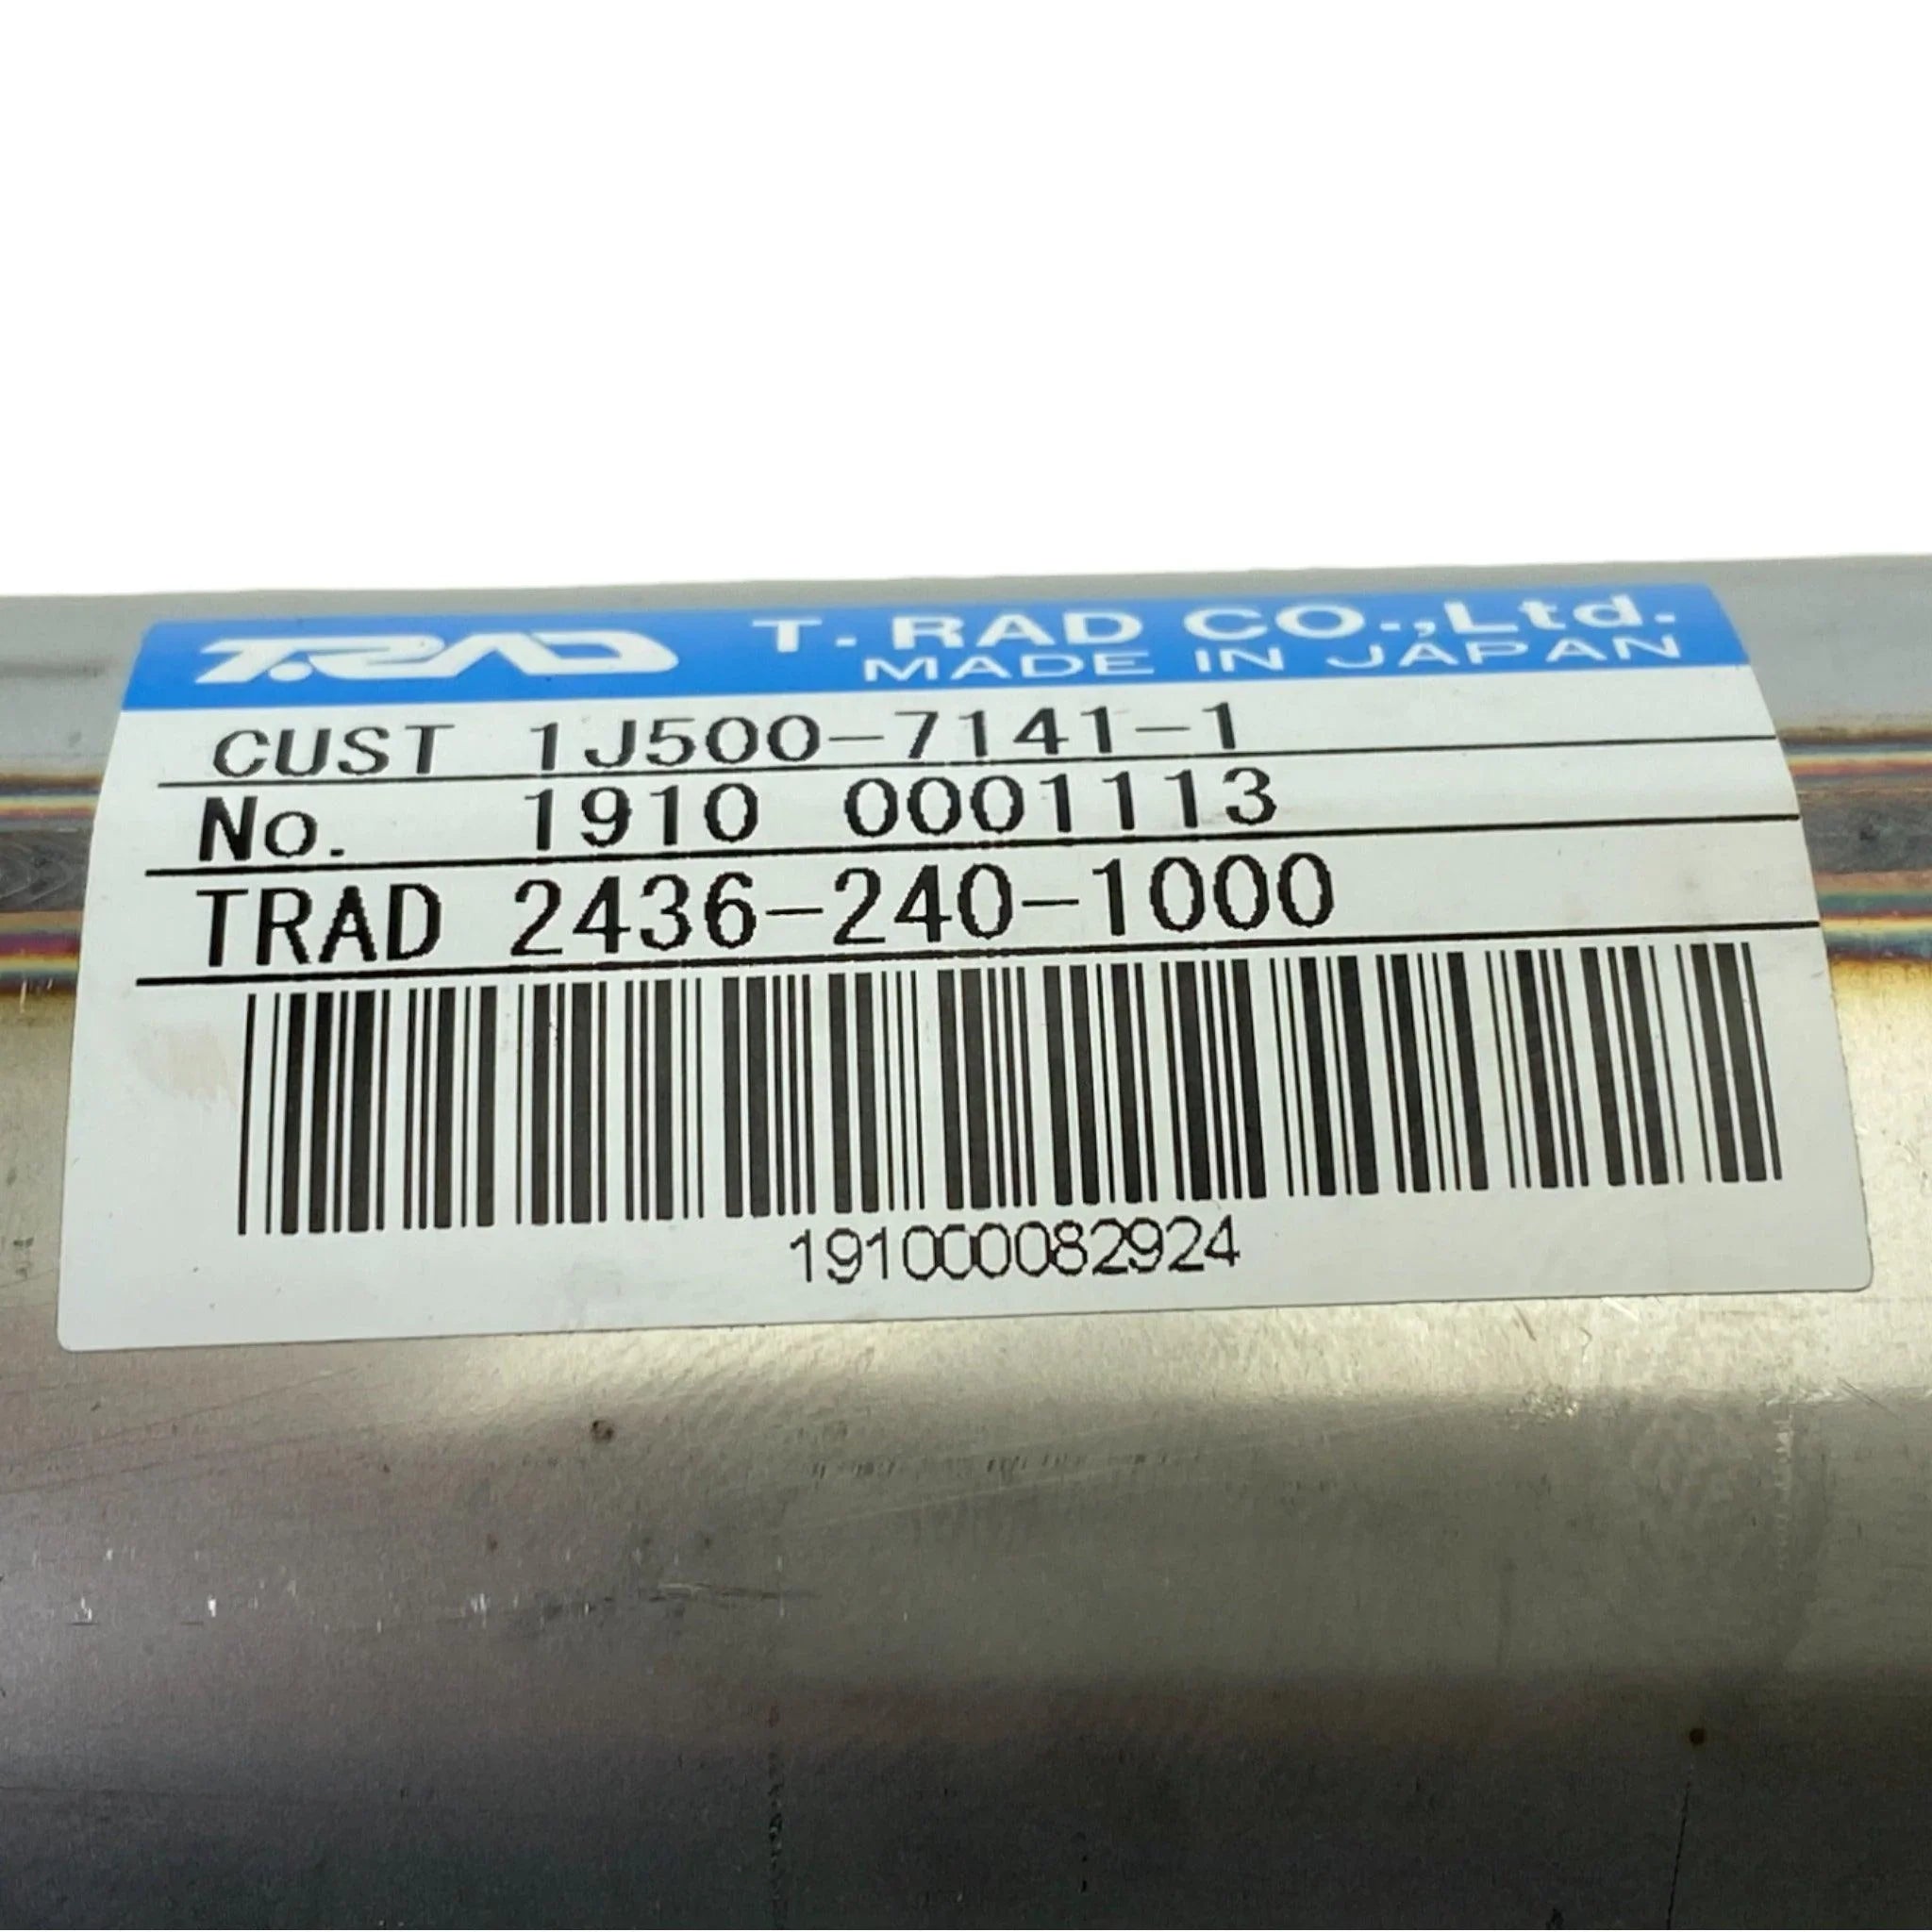 T.RAD T.RAD CO.,Ltd.
MADE IN JAPAN
CUST 1J500-7141-1
No. 1910 0001113
TRAD 2436-240-1000
191000082924